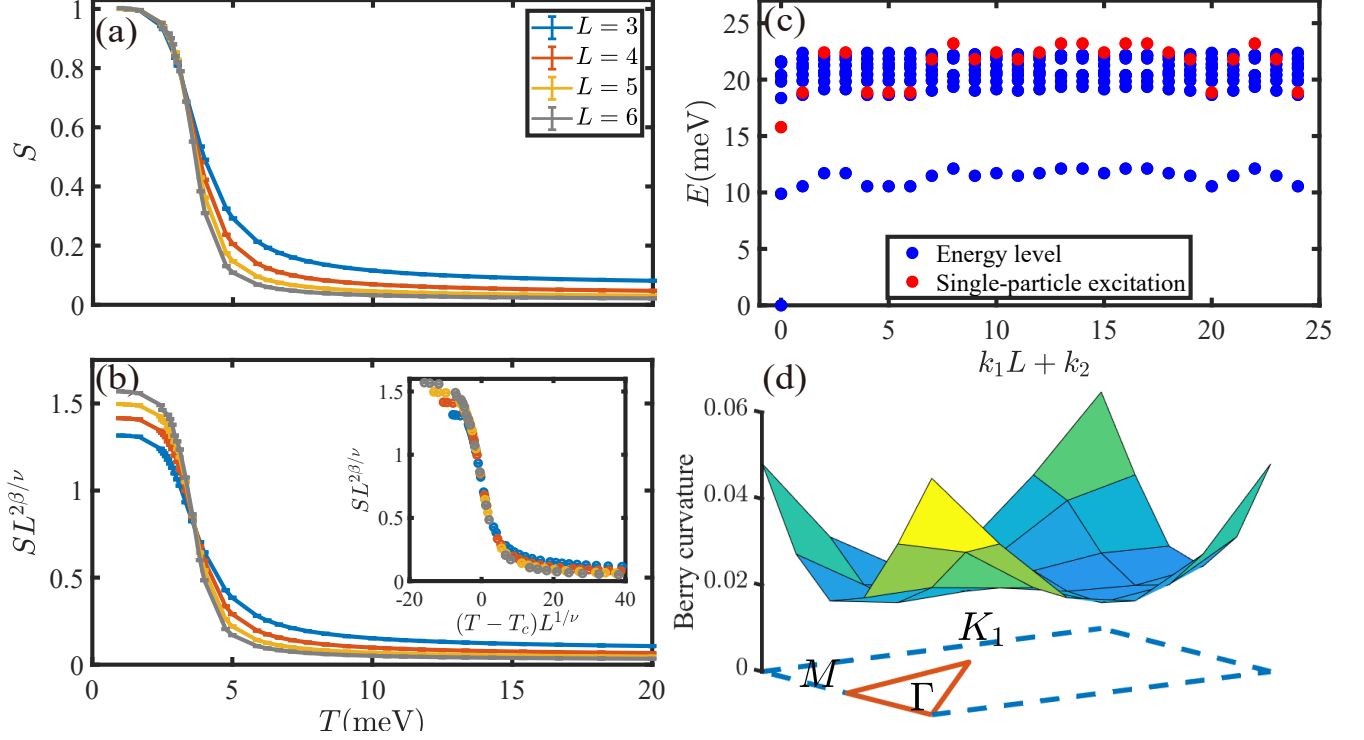 (a)
1
0.8
0.6
0.4
0.2
0
S
L = 3
L = 4
L = 5
L = 6
(b)
1.5
1
0.5
0
SL^{2β/ν}
0 5 10 15 20
T(meV)
1.5
1
0.5
0
SL^{2β/ν}
-20 0 20 40
(T − T_c)L^{1/ν}
(c)
25
20
15
10
5
0
E(meV)
Energy level
Single-particle excitation
0 5 10 15 20 25
k₁L + k₂
(d)
0.06
0.04
0.02
0
Berry curvature
K₁
M
Γ